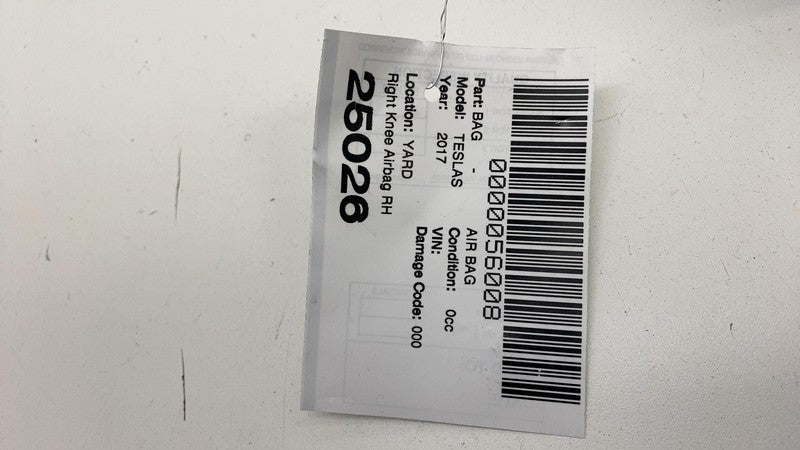 0000056008
Part: BAG - AIR BAG
Model: TESLAS Condition: 0cc
Year: 2017 VIN:
Damage Code: 000
Location: YARD
Right Knee Airbag RH
25026